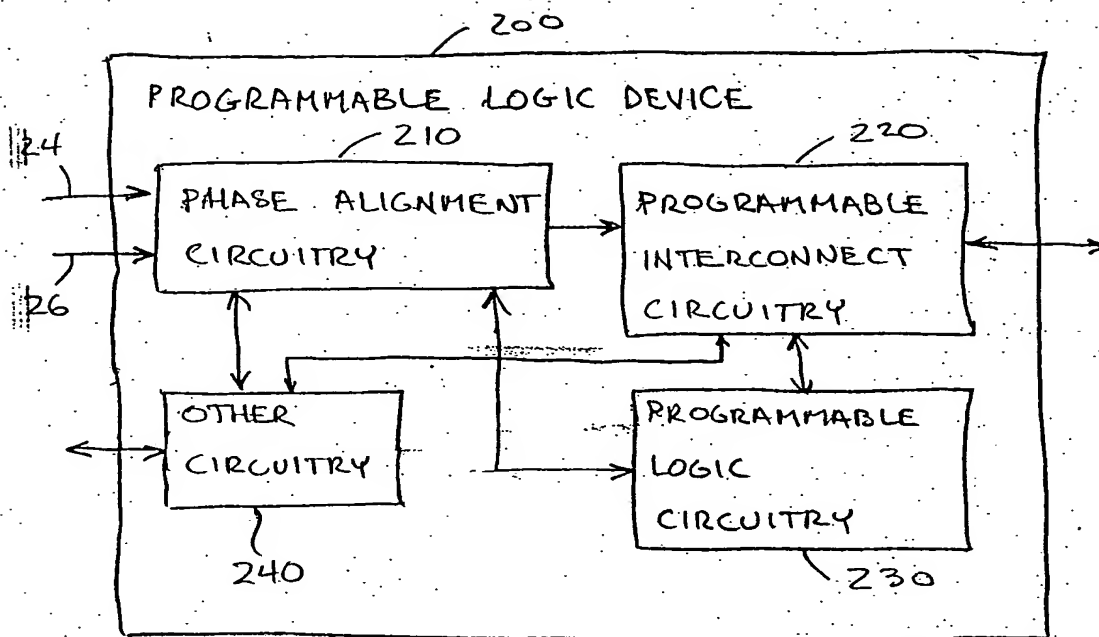 200
PROGRAMMABLE LOGIC DEVICE
210
220
24
PHASE ALIGNMENT
CIRCUITRY
PROGRAMMABLE
INTERCONNECT
CIRCUITRY
26
OTHER
CIRCUITRY
PROGRAMMABLE
LOGIC
CIRCUITRY
240
230